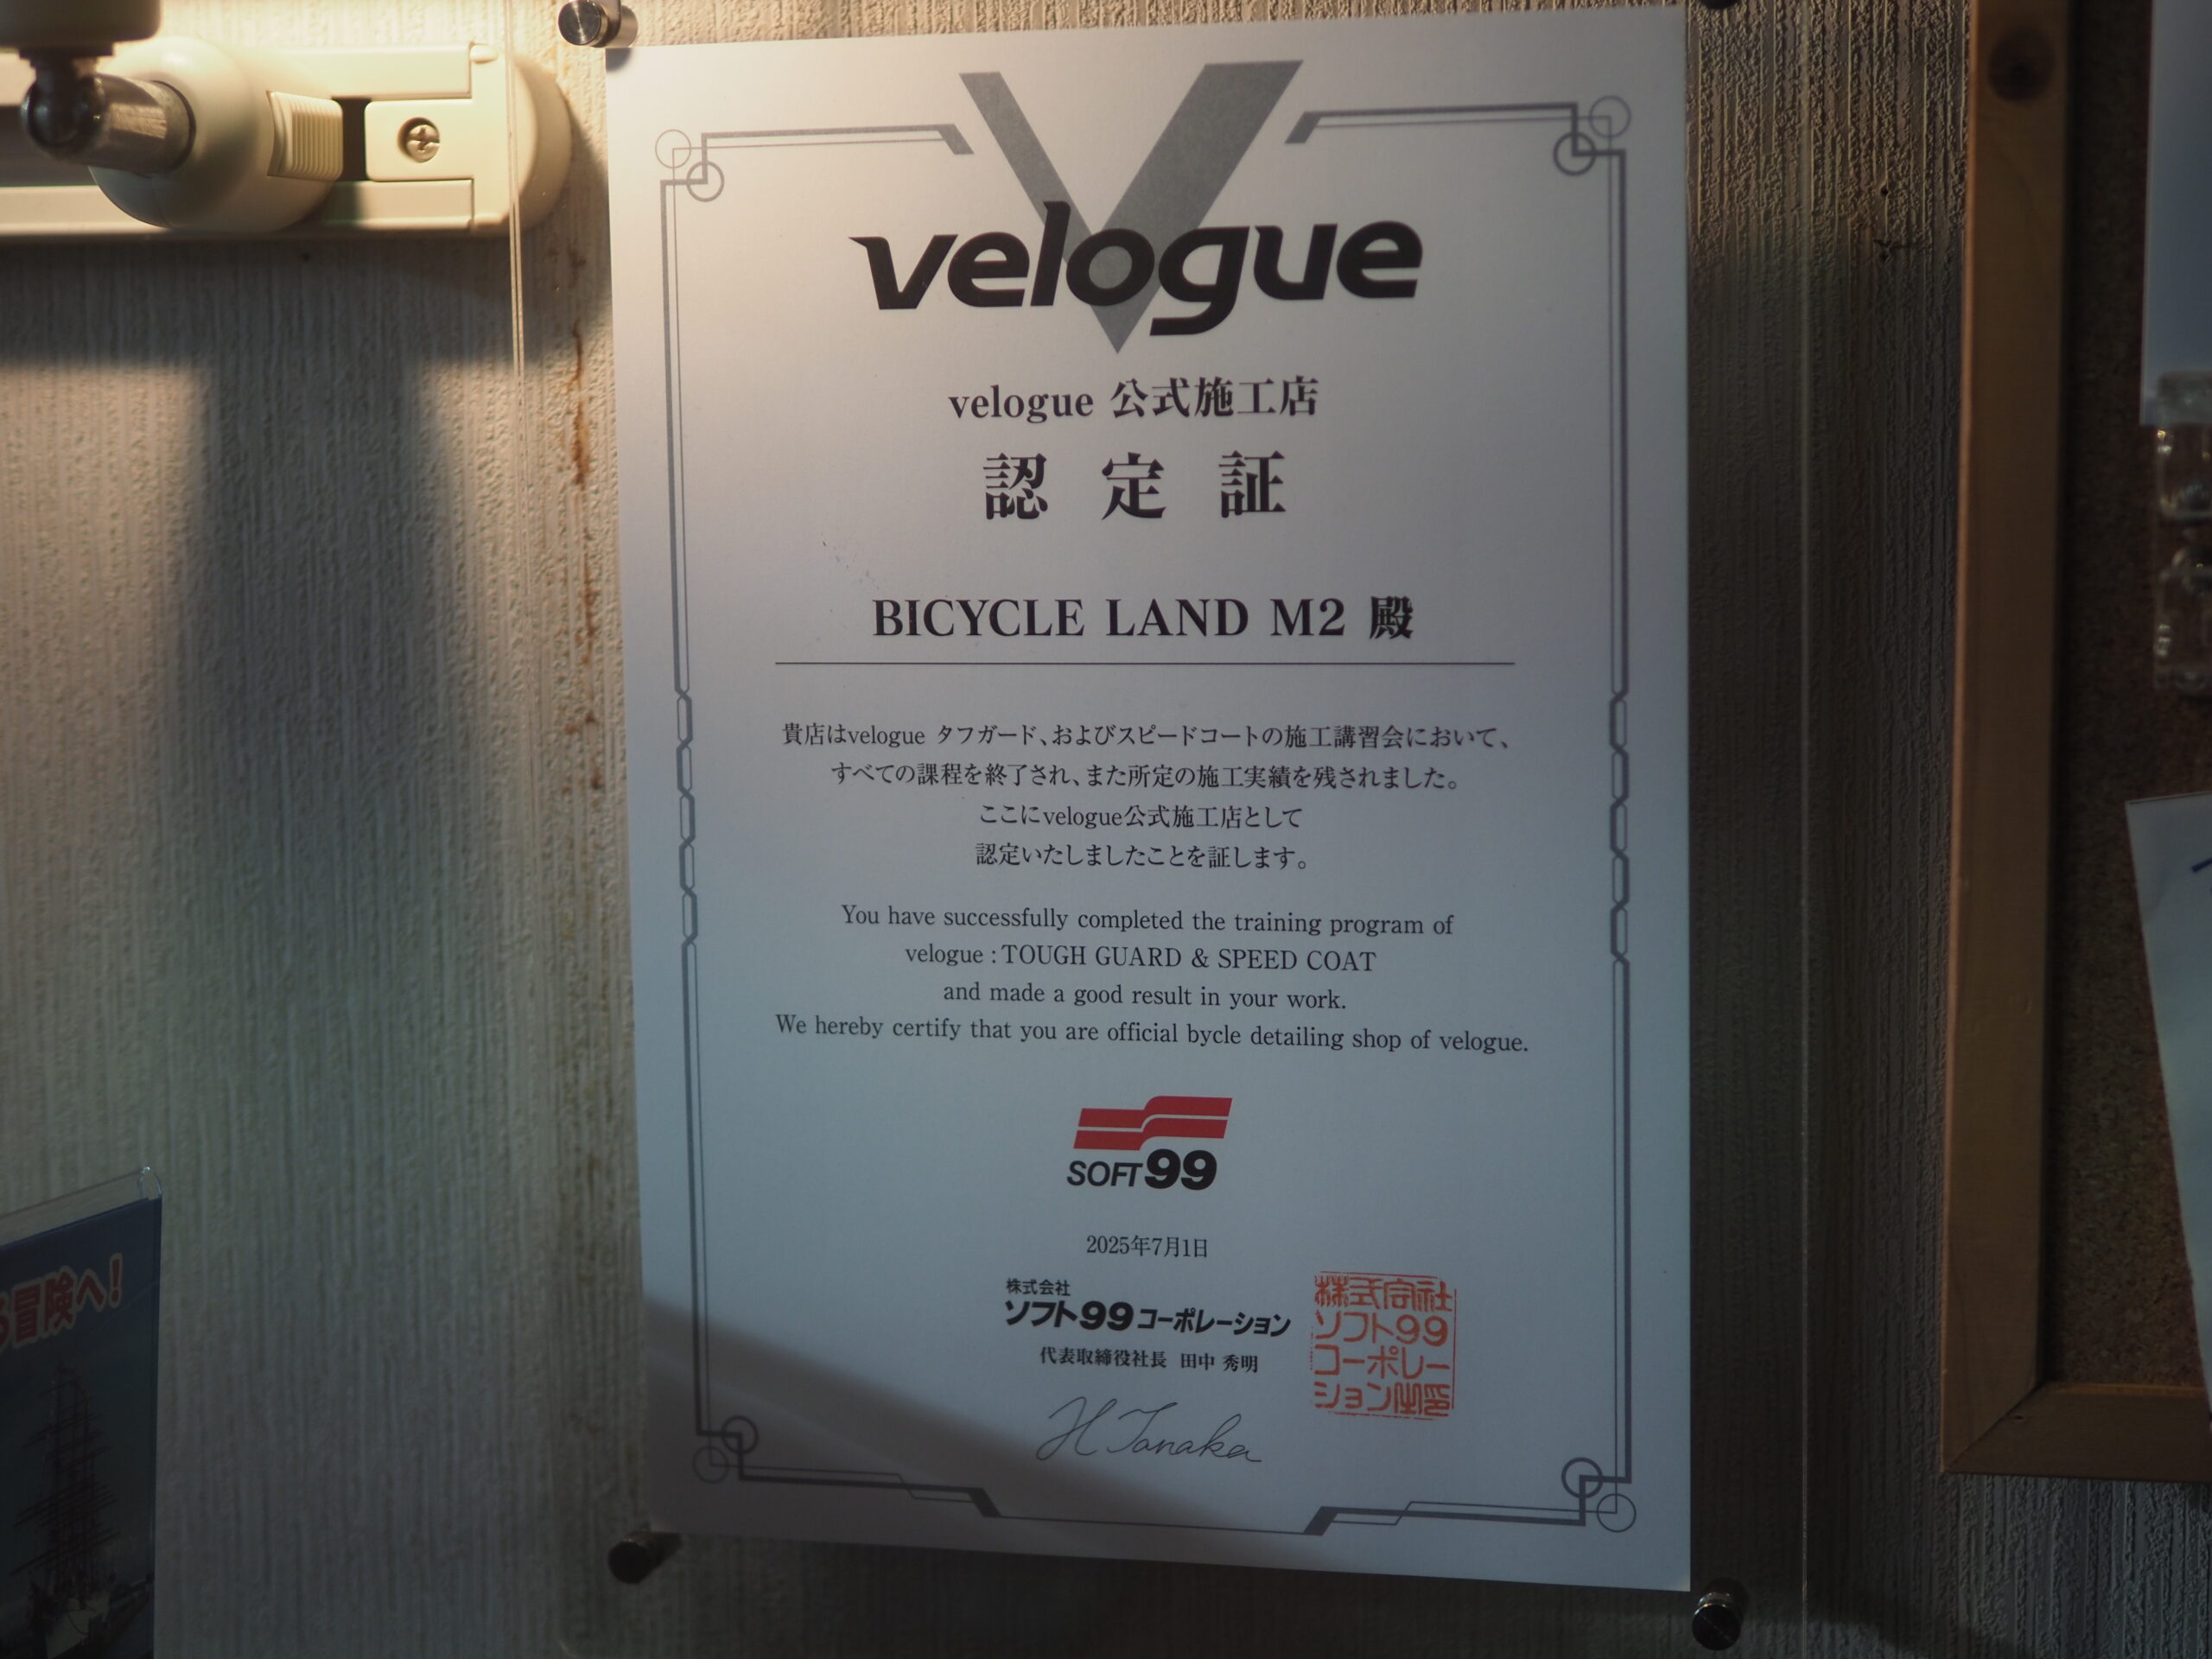 velogue
velogue 公式施工店
認定証
BICYCLE LAND M2 殿
貴店はvelogue タフガード、およびスピードコートの施工講習会において、
すべての課程を終了され、また所定の施工実績を残されました。
ここにvelogue公式施工店として
認定いたしましたことを証します。
You have successfully completed the training program of
velogue : TOUGH GUARD & SPEED COAT
and made a good result in your work.
We hereby certify that you are official bycle detailing shop of velogue.
SOFT99
2025年7月1日
株式会社
ソフト99コーポレーション
代表取締役社長 田中 秀明
H Tanaka
株式会社
ソフト99
コーポレー
ション之印
冒険へ!